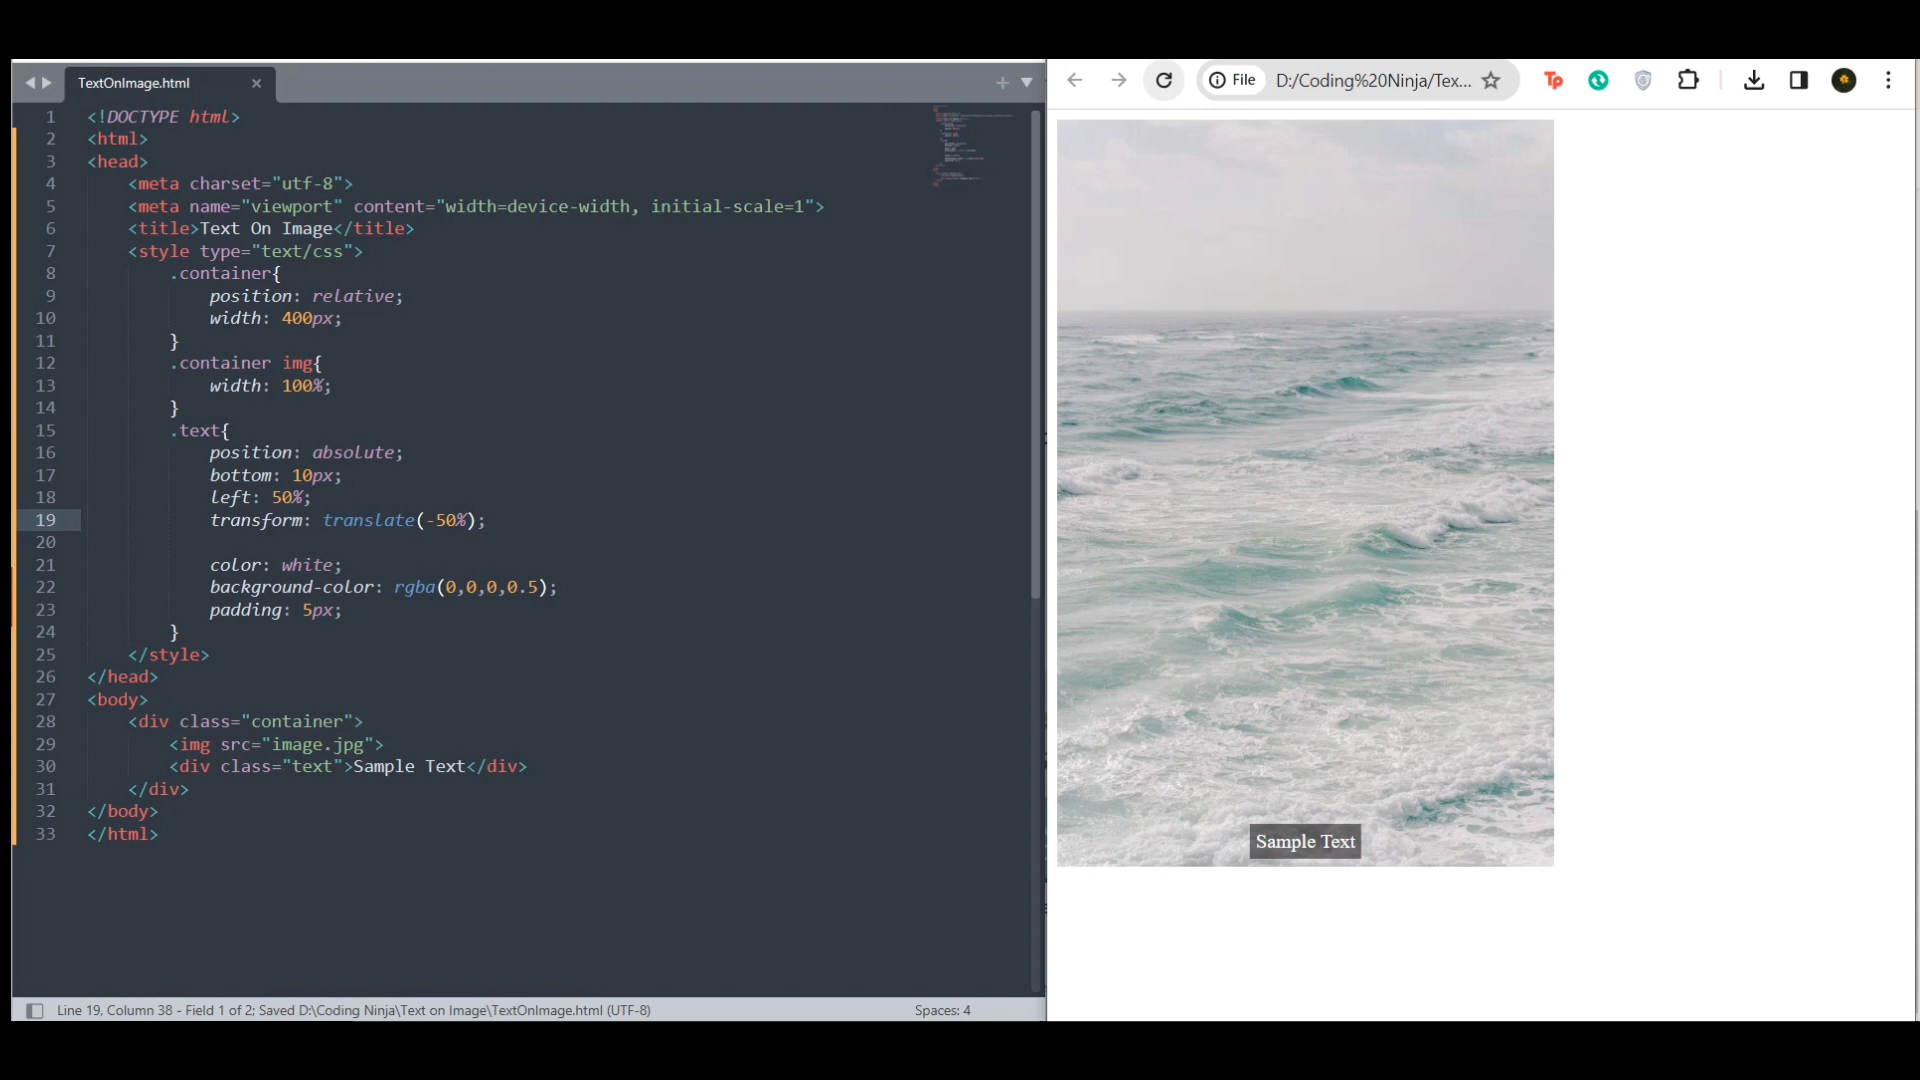 TextOnImage.html
1 <!DOCTYPE html>
2 <html>
3 <head>
4 <meta charset="utf-8">
5 <meta name="viewport" content="width=device-width, initial-scale=1">
6 <title>Text On Image</title>
7 <style type="text/css">
8 .container{
9 position: relative;
10 width: 400px;
11 }
12 .container img{
13 width: 100%;
14 }
15 .text{
16 position: absolute;
17 bottom: 10px;
18 left: 50%;
19 transform: translate(-50%);
20
21 color: white;
22 background-color: rgba(0,0,0,0.5);
23 padding: 5px;
24 }
25 </style>
26 </head>
27 <body>
28 <div class="container">
29 <img src="image.jpg">
30 <div class="text">Sample Text</div>
31 </div>
32 </body>
33 </html>
Line 19, Column 38 - Field 1 of 2; Saved D:\Coding Ninja\Text on Image\TextOnImage.html (UTF-8)
Spaces: 4
File D:/Coding%20Ninja/Tex...
Tp
Sample Text